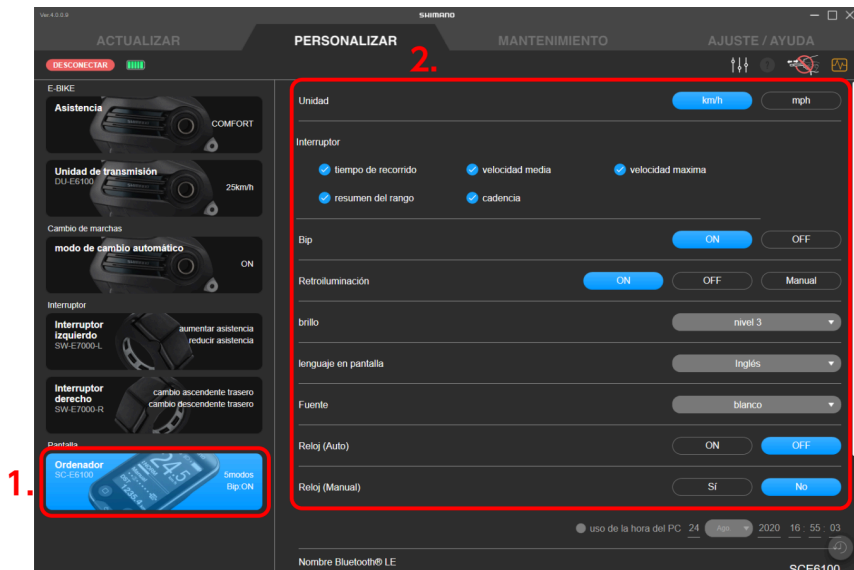 Ver 4.0.0.8
SHIMANO
ACTUALIZAR
PERSONALIZAR
MANTENIMIENTO
AJUSTE / AYUDA
DESCONECTAR
2.
E-BIKE
Asistencia
COMFORT
Unidad de transmisión
DU-E6100
25km/h
Cambio de marchas
modo de cambio automático
ON
Interruptor
Interruptor izquierdo
SW-E7000-L
aumentar asistencia
reducir asistencia
Interruptor derecho
SW-E7000-R
cambio ascendente trasero
cambio descendente trasero
Pantalla
1.
Ordenador
SC-E6100
5modos
Bip:ON
Unidad km/h mph
Interruptor
tiempo de recorrido velocidad media velocidad maxima
resumen del rango cadencia
Bip ON OFF
Retroiluminación ON OFF Manual
brillo nivel 3
lenguaje en pantalla Inglés
Fuente blanco
Reloj (Auto) ON OFF
Reloj (Manual) Sí No
uso de la hora del PC 24 Ago. 2020 16 : 55 : 03
Nombre Bluetooth® LE
SCE6100